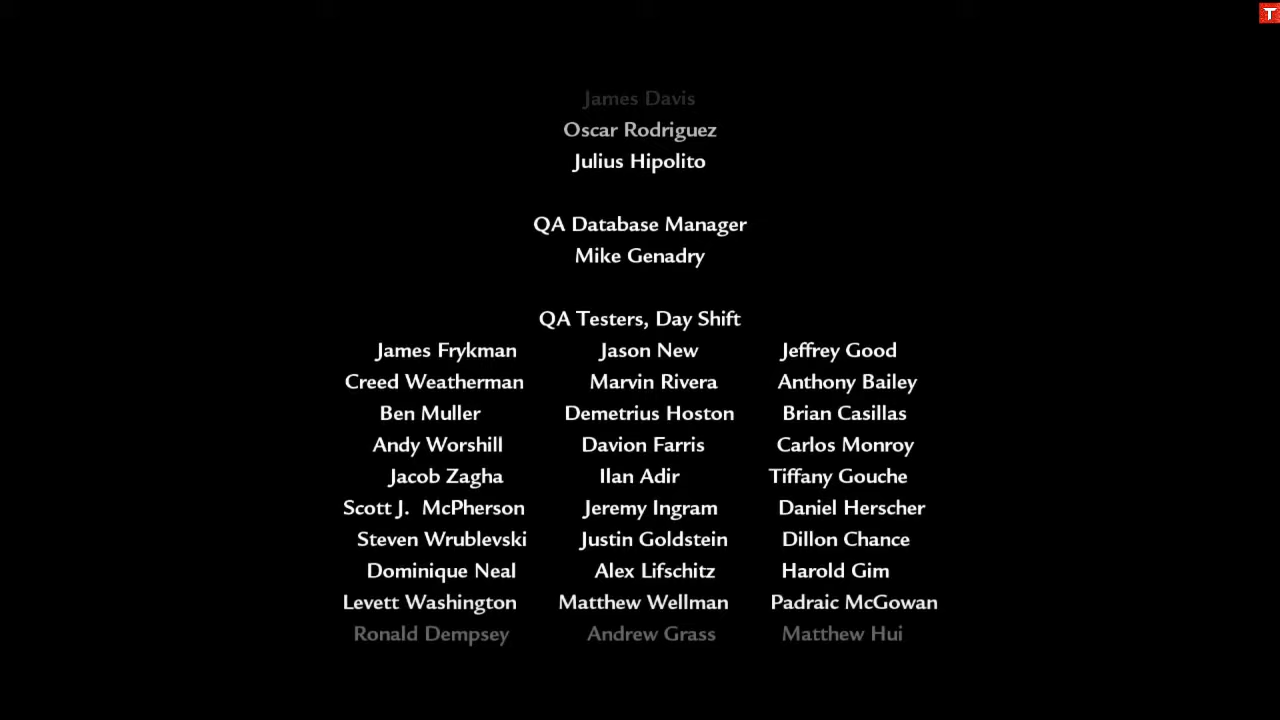 T
James Davis
Oscar Rodriguez
Julius Hipolito
QA Database Manager
Mike Genadry
QA Testers, Day Shift
James Frykman Jason New Jeffrey Good
Creed Weatherman Marvin Rivera Anthony Bailey
Ben Muller Demetrius Hoston Brian Casillas
Andy Worshill Davion Farris Carlos Monroy
Jacob Zagha Ilan Adir Tiffany Gouche
Scott J.  McPherson Jeremy Ingram Daniel Herscher
Steven Wrublevski Justin Goldstein Dillon Chance
Dominique Neal Alex Lifschitz Harold Gim
Levett Washington Matthew Wellman Padraic McGowan
Ronald Dempsey Andrew Grass Matthew Hui